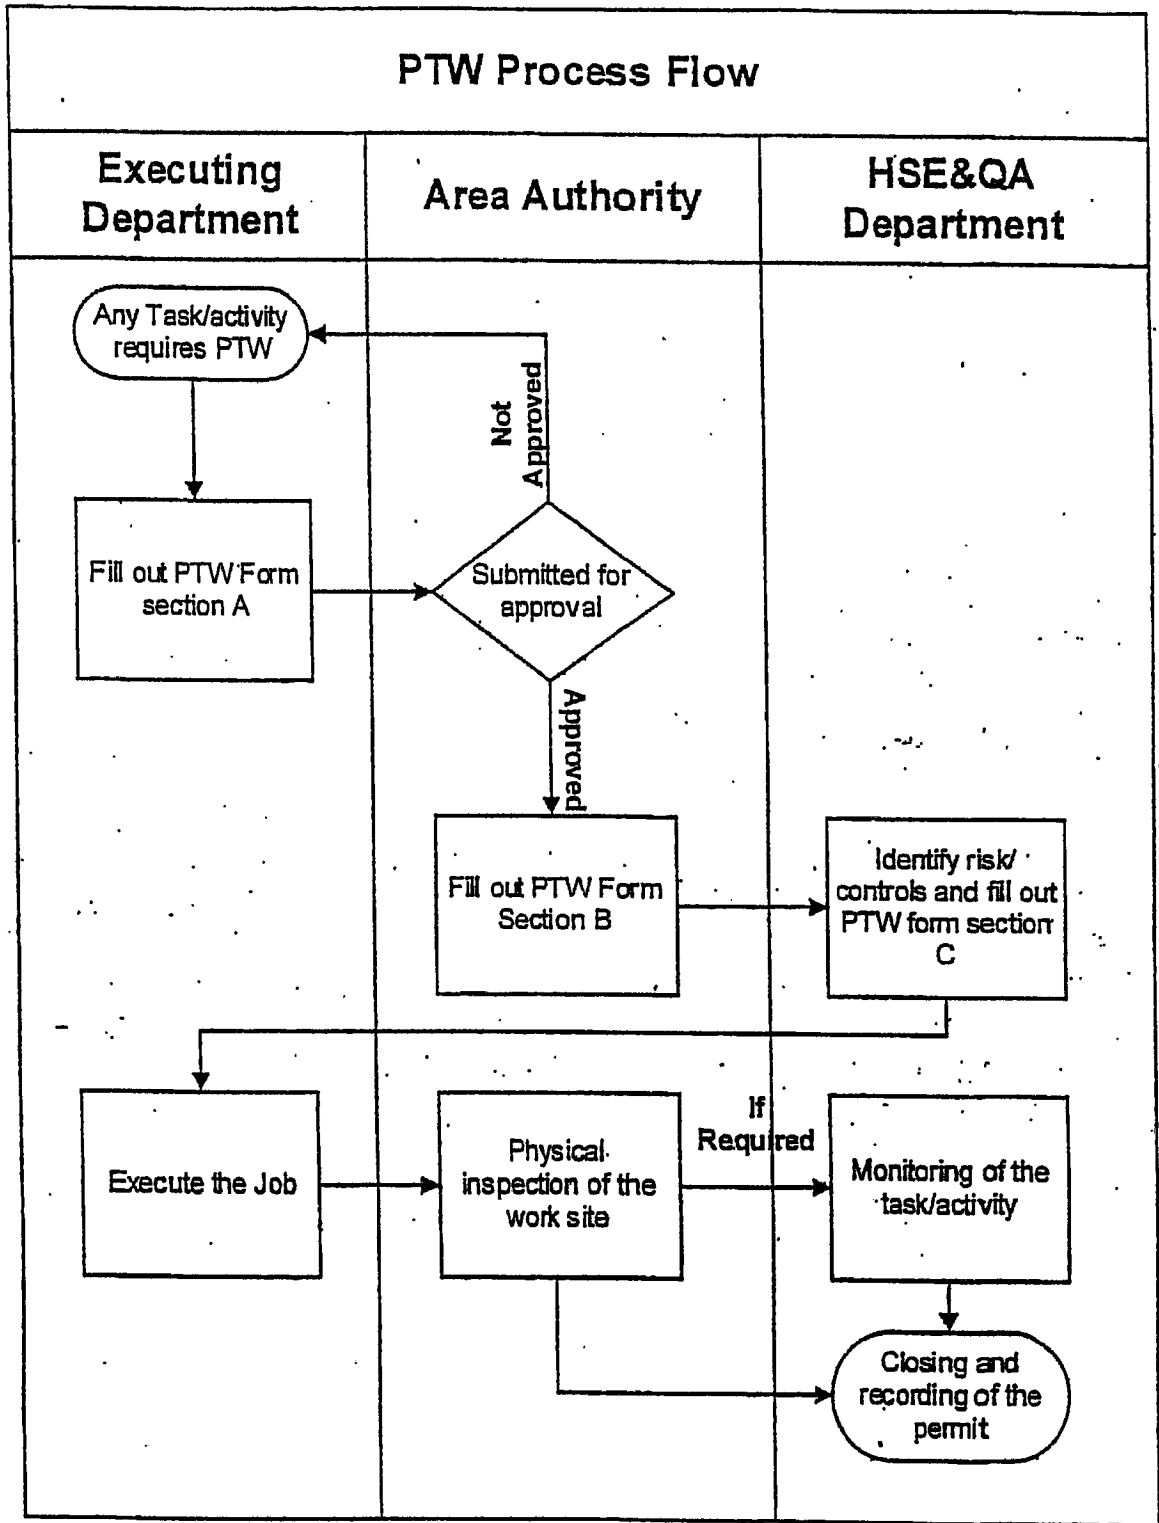 PTW Process Flow
Executing
Department
Area Authority
HSE&QA
Department
Any Task/activity
requires PTW
Not
Approved
Fill out PTW Form
section A
Submitted for
approval
Approved
Fill out PTW Form
Section B
Identify risk/
controls and fill out
PTW form section
C
Execute the Job
Physical
inspection of the
work site
If
Required
Monitoring of the
task/activity
Closing and
recording of the
permit